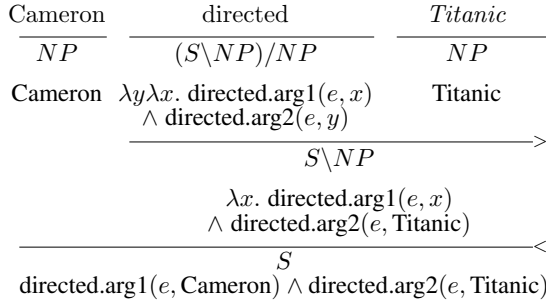 Cameron directed Titanic
NP (S\NP)/NP NP
Cameron λyλx. directed.arg1(e, x) Titanic
∧ directed.arg2(e, y)
>
S\NP
λx. directed.arg1(e, x)
∧ directed.arg2(e, Titanic)
<
S
directed.arg1(e, Cameron) ∧ directed.arg2(e, Titanic)